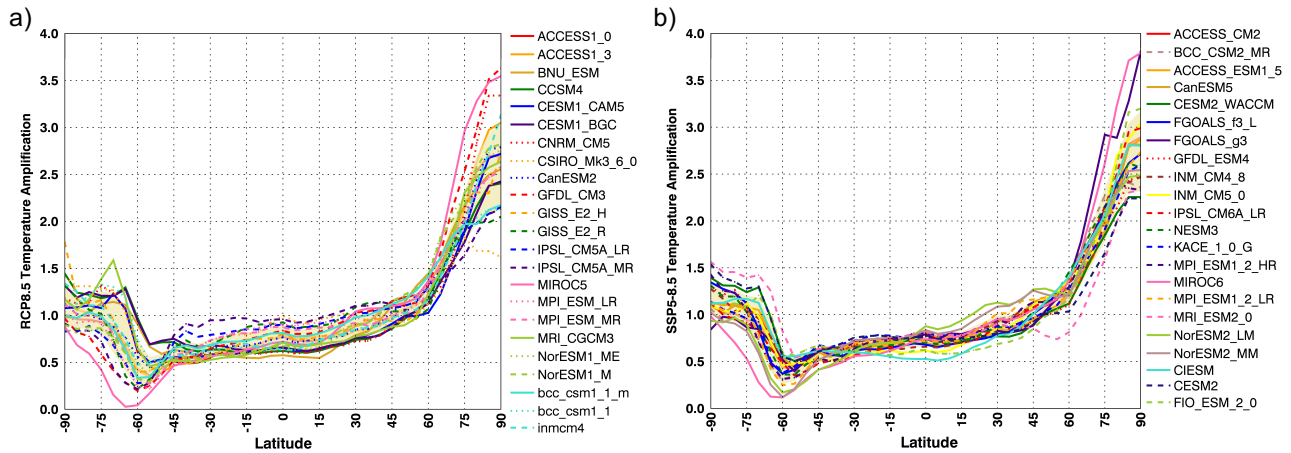 a)
RCP8.5 Temperature Amplification
4.0
3.5
3.0
2.5
2.0
1.5
1.0
0.5
0.0
-90
-75
-60
-45
-30
-15
0
15
30
45
60
75
90
Latitude
ACCESS1_0
ACCESS1_3
BNU_ESM
CCSM4
CESM1_CAM5
CESM1_BGC
CNRM_CM5
CSIRO_Mk3_6_0
CanESM2
GFDL_CM3
GISS_E2_H
GISS_E2_R
IPSL_CM5A_LR
IPSL_CM5A_MR
MIROC5
MPI_ESM_LR
MPI_ESM_MR
MRI_CGCM3
NorESM1_ME
NorESM1_M
bcc_csm1_1_m
bcc_csm1_1
inmcm4
b)
SSP5-8.5 Temperature Amplification
4.0
3.5
3.0
2.5
2.0
1.5
1.0
0.5
0.0
-90
-75
-60
-45
-30
-15
0
15
30
45
60
75
90
Latitude
ACCESS_CM2
BCC_CSM2_MR
ACCESS_ESM1_5
CanESM5
CESM2_WACCM
FGOALS_f3_L
FGOALS_g3
GFDL_ESM4
INM_CM4_8
INM_CM5_0
IPSL_CM6A_LR
NESM3
KACE_1_0_G
MPI_ESM1_2_HR
MIROC6
MPI_ESM1_2_LR
MRI_ESM2_0
NorESM2_LM
NorESM2_MM
CIESM
CESM2
FIO_ESM_2_0